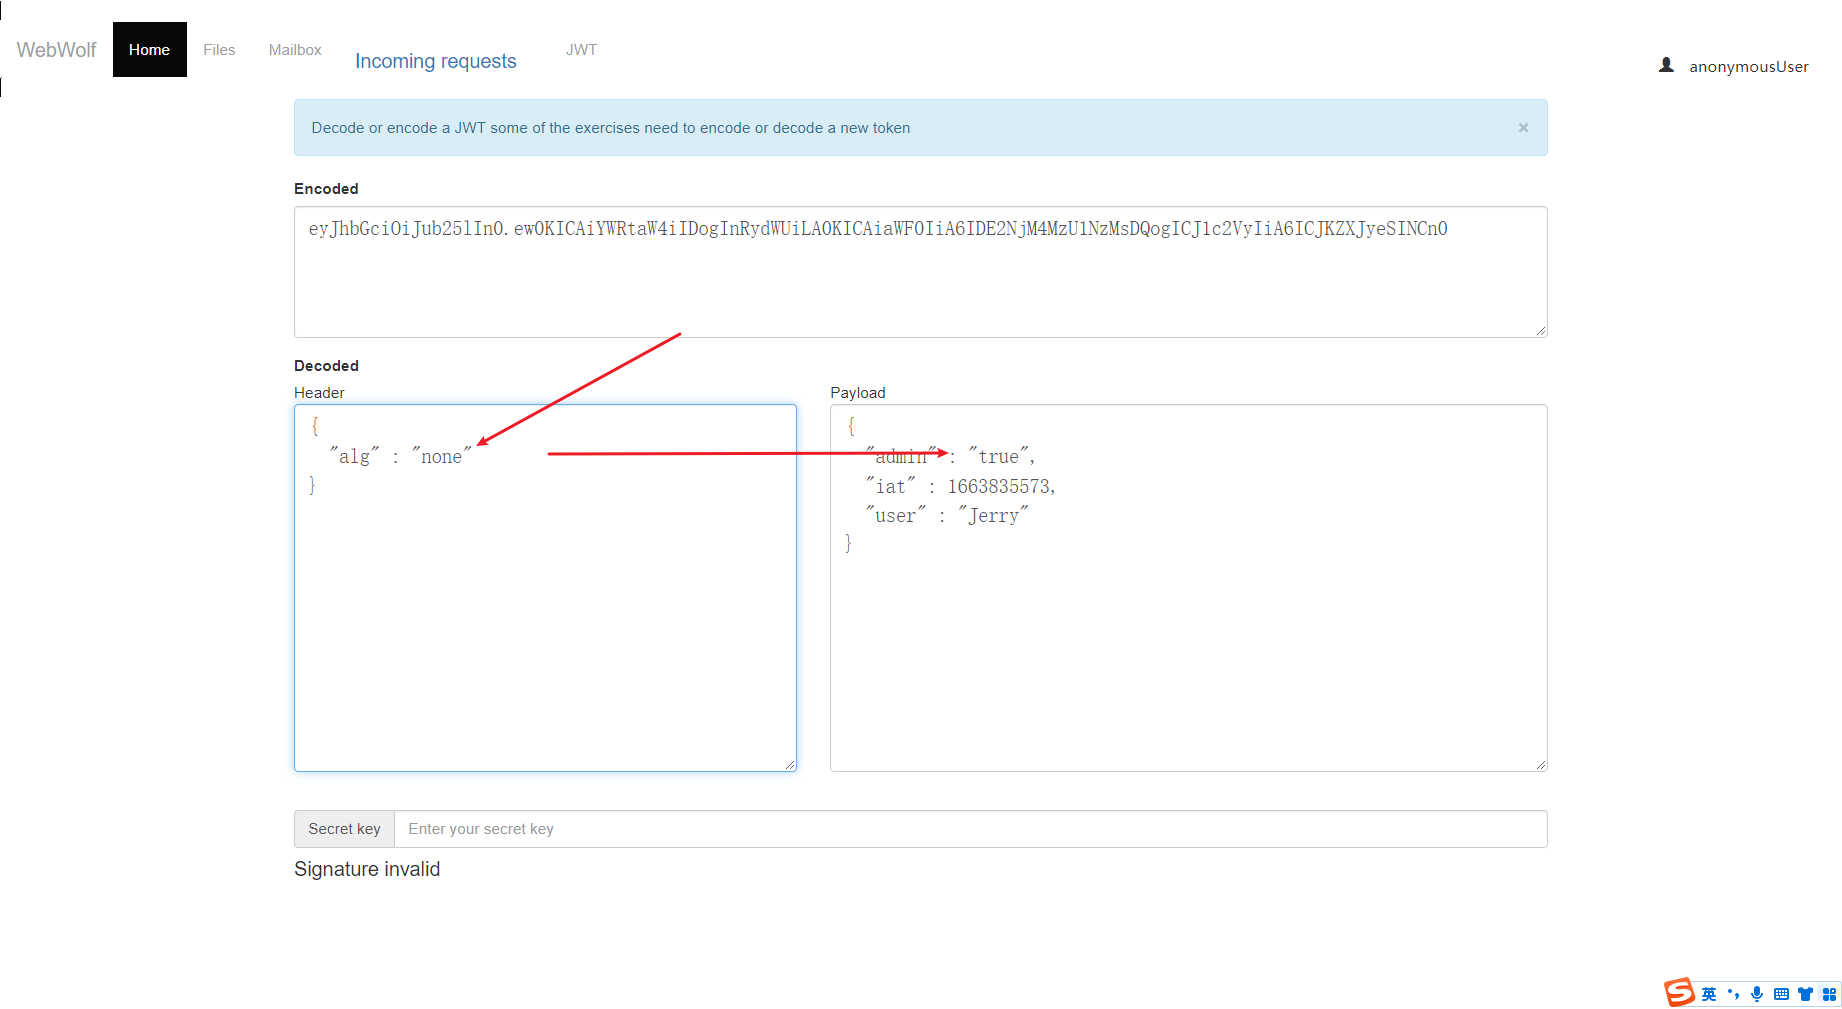 WebWolf Home Files Mailbox Incoming requests JWT anonymousUser
Decode or encode a JWT some of the exercises need to encode or decode a new token ×
Encoded
eyJhbGciOiJub25lIn0.ew0KICAiYWRtaW4iIDogInRydWUiLA0KICAiaWF0IiA6IDE2NjM4MzU1NzMsDQogICJ1c2VyIiA6ICJKZXJyeSINCn0
Decoded
Header
{
"alg" : "none"
}
Payload
{
"admin" : "true",
"iat" : 1663835573,
"user" : "Jerry"
}
Secret key Enter your secret key
Signature invalid
S 英